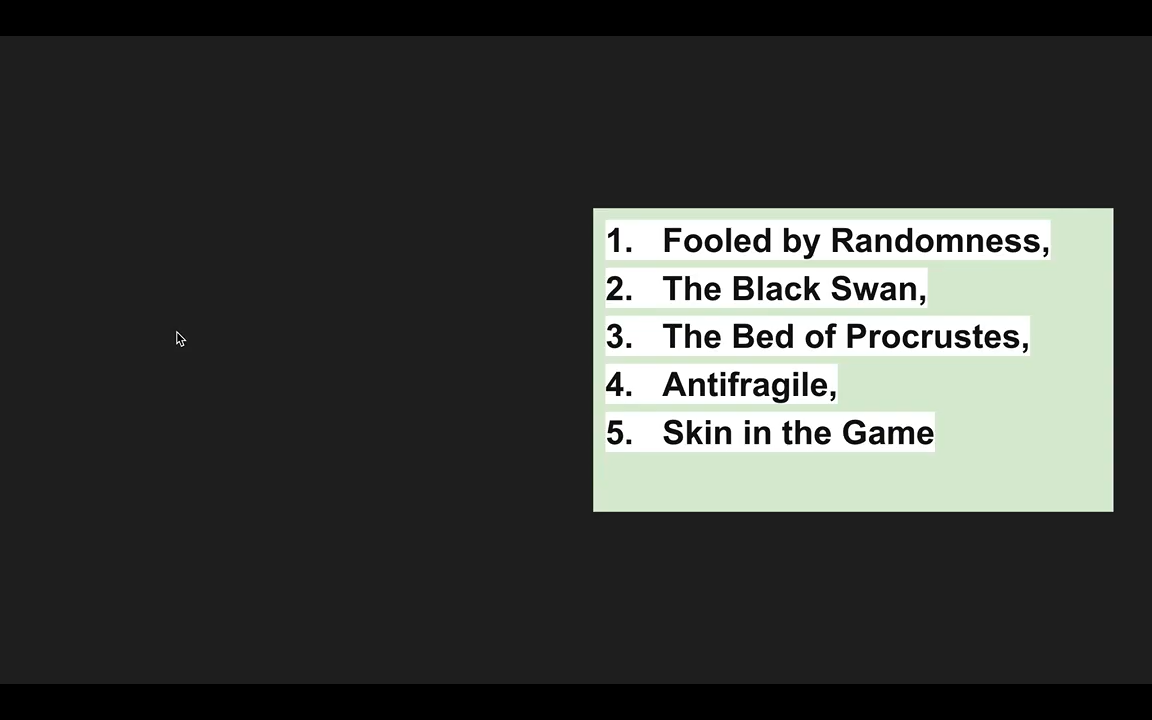 1. Fooled by Randomness,
2. The Black Swan,
3. The Bed of Procrustes,
4. Antifragile,
5. Skin in the Game